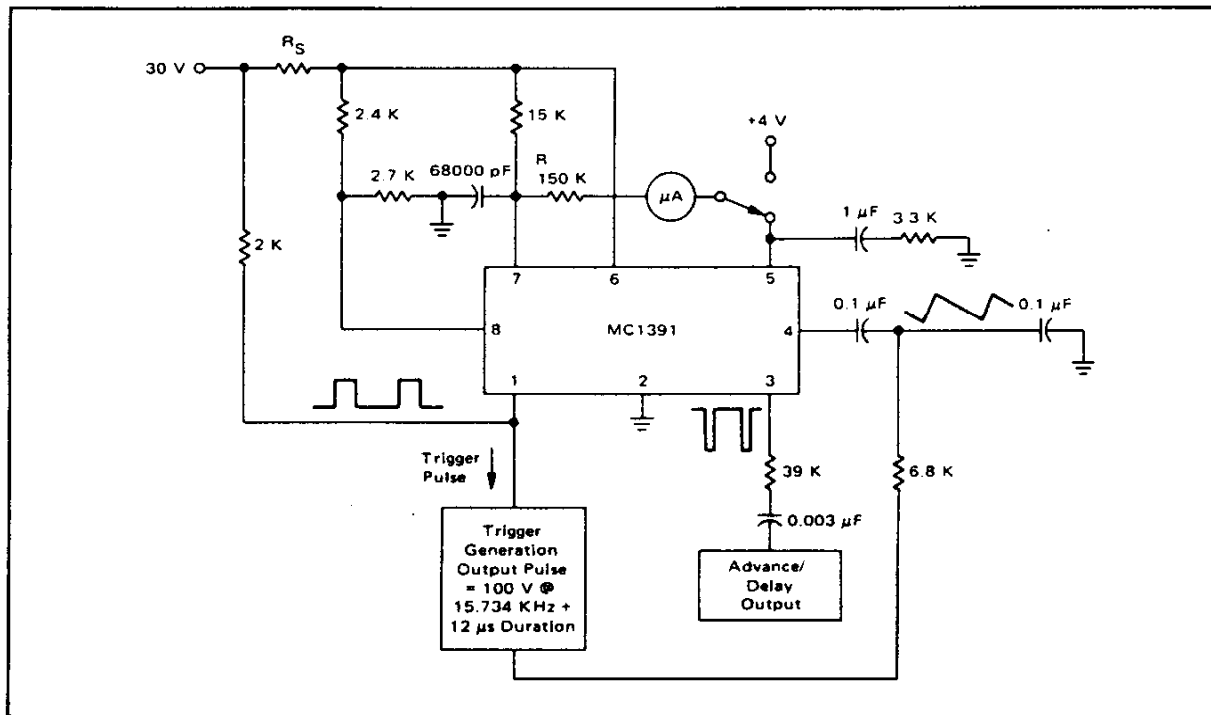 R_S
30 V
2.4 K
15 K
+4 V
2.7 K
68000 pF
R
150 K
µA
2 K
1 µF
3.3 K
7
6
5
8
MC1391
4
0.1 µF
0.1 µF
1
2
3
Trigger
Pulse
39 K
6.8 K
0.003 µF
Trigger
Generation
Output Pulse
= 100 V @
15.734 KHz +
12 µs Duration
Advance/
Delay
Output